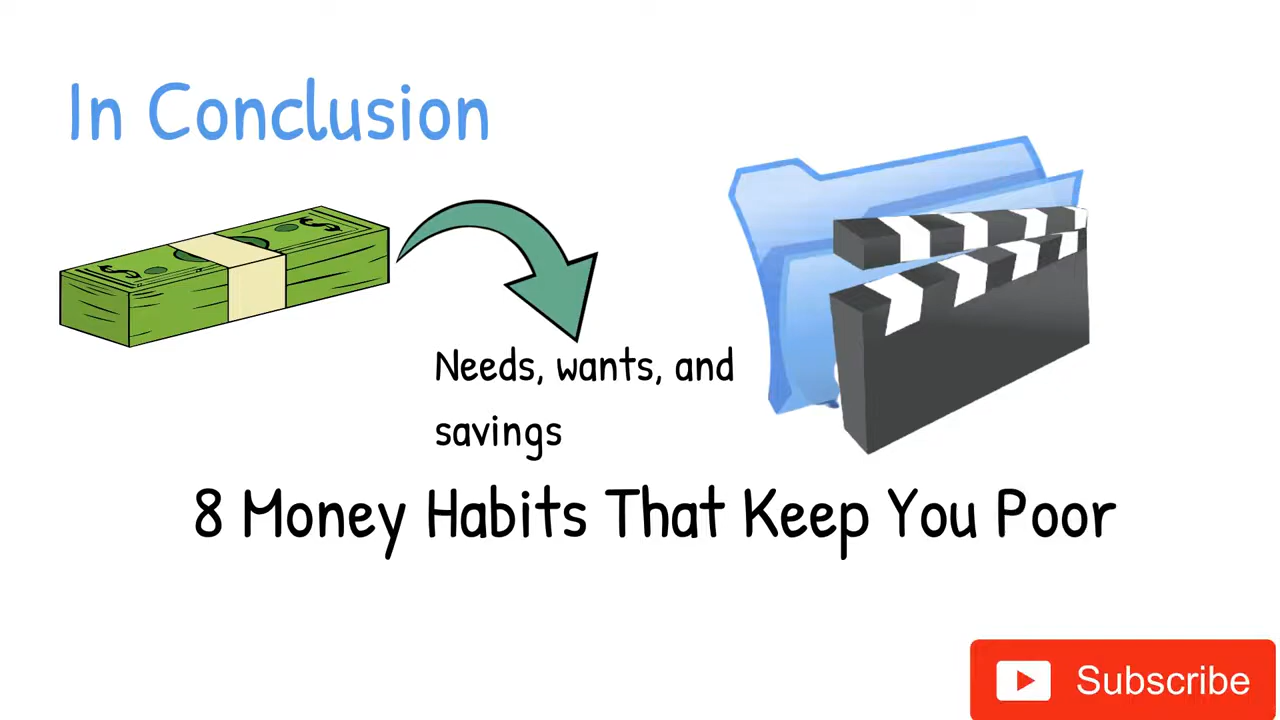 In Conclusion
Needs, wants, and
savings
8 Money Habits That Keep You Poor
Subscribe